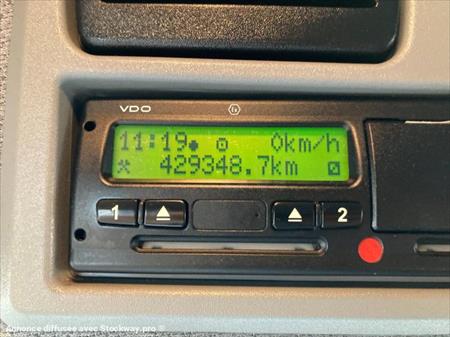 VDO
11:19 0km/h
429348.7km
1 2
Annonce diffusée avec Stockway.pro ®